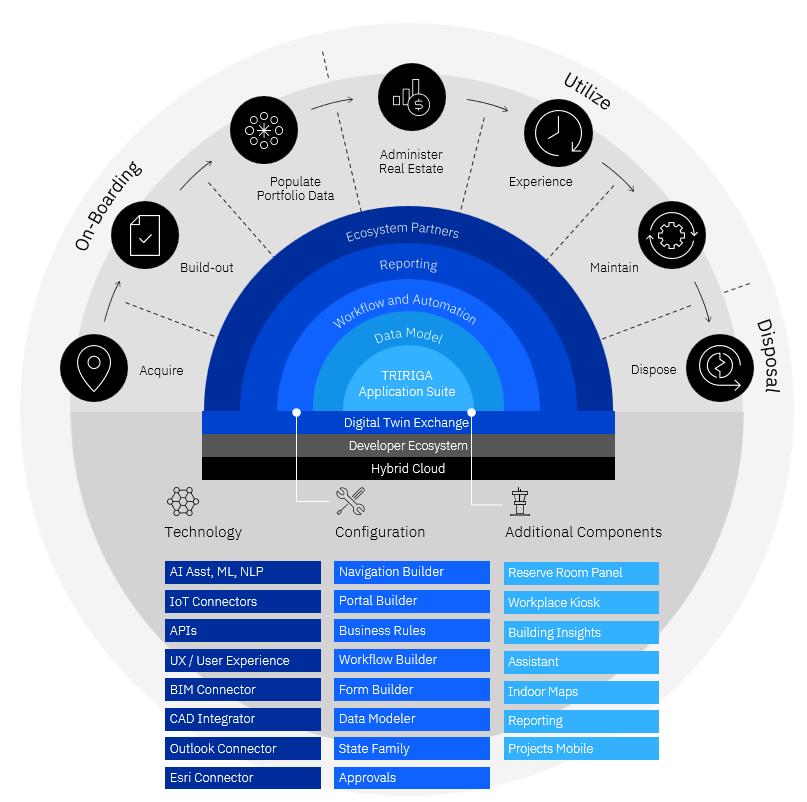 On-Boarding
Utilize
Disposal
Acquire
Build-out
Populate
Portfolio Data
$
Administer
Real Estate
Experience
Maintain
Dispose
Ecosystem Partners
Reporting
Workflow and Automation
Data Model
TRIRIGA
Application Suite
Digital Twin Exchange
Developer Ecosystem
Hybrid Cloud
Technology
AI Asst, ML, NLP
IoT Connectors
APIs
UX / User Experience
BIM Connector
CAD Integrator
Outlook Connector
Esri Connector
Configuration
Navigation Builder
Portal Builder
Business Rules
Workflow Builder
Form Builder
Data Modeler
State Family
Approvals
Additional Components
Reserve Room Panel
Workplace Kiosk
Building Insights
Assistant
Indoor Maps
Reporting
Projects Mobile